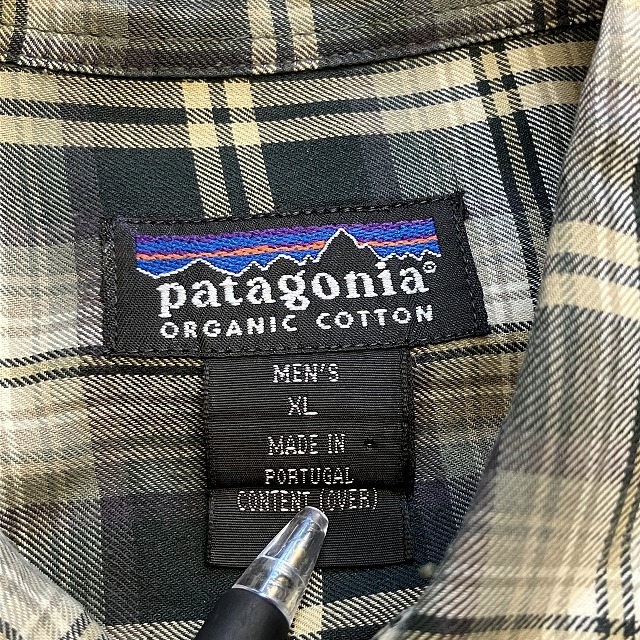 patagonia®
ORGANIC COTTON
MEN'S
XL
MADE IN
PORTUGAL
CONTENT (OVER)